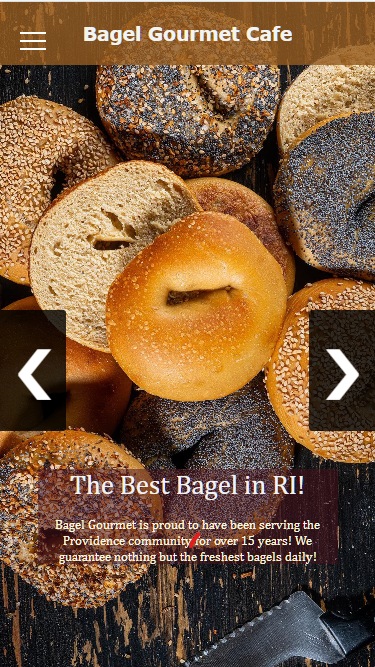 Bagel Gourmet Cafe
The Best Bagel in RI!
Bagel Gourmet is proud to have been serving the
Providence community for over 15 years! We
guarantee nothing but the freshest bagels daily!